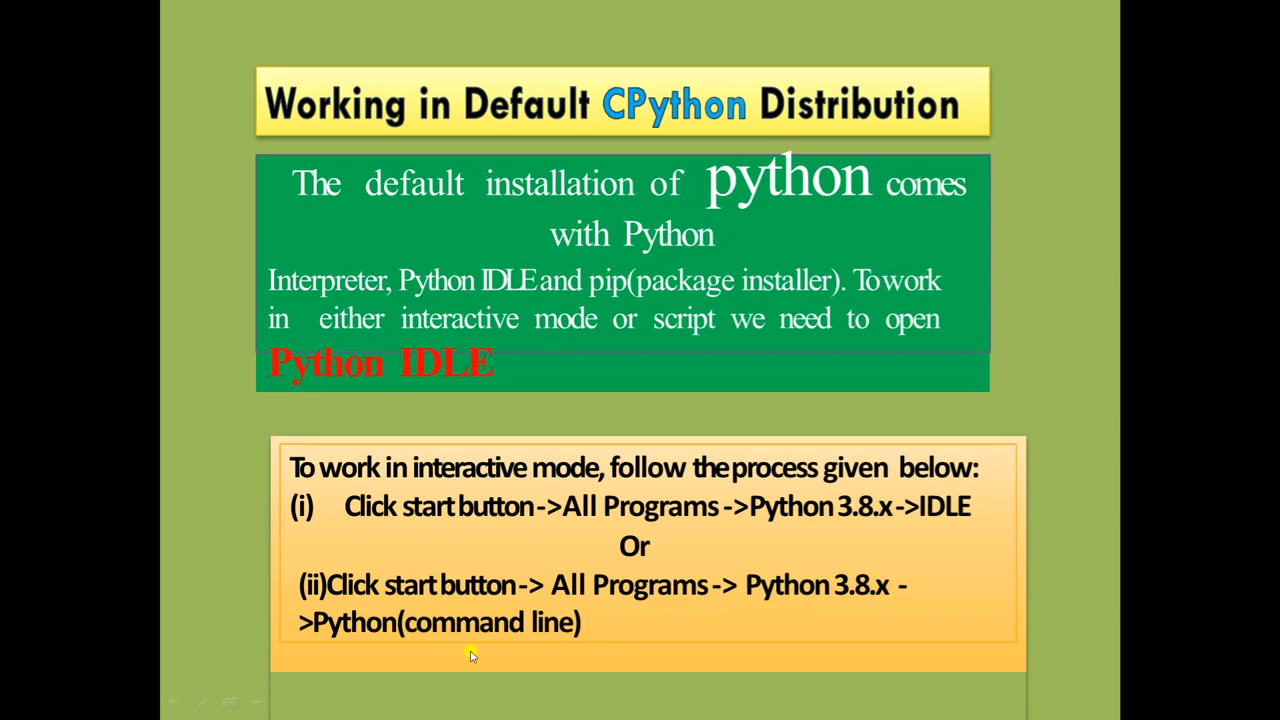 Working in Default CPython Distribution
The default installation of python comes
with Python
Interpreter, Python IDLE and pip(package installer). To work
in either interactive mode or script we need to open
Python IDLE
To work in interactive mode, follow the process given below:
(i) Click start button ->All Programs ->Python 3.8.x ->IDLE
Or
(ii)Click start button -> All Programs -> Python 3.8.x -
>Python(command line)